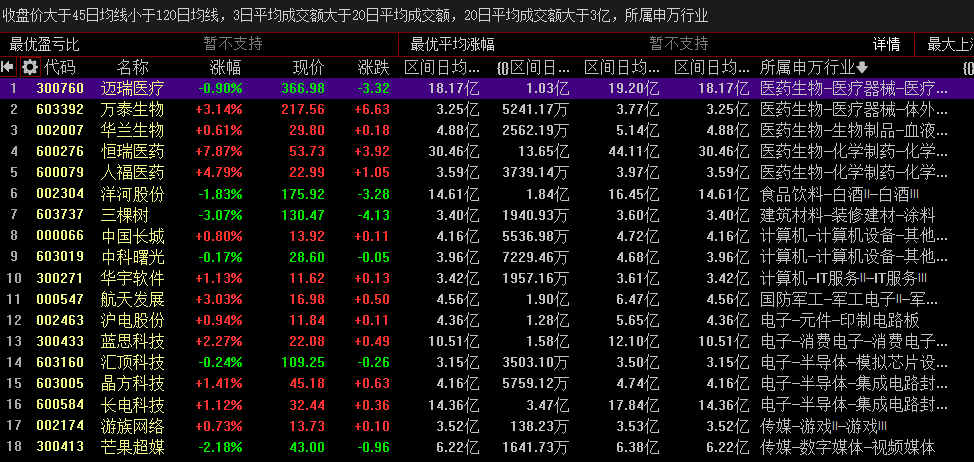 收盘价大于45日均线小于120日均线，3日平均成交额大于20日平均成交额，20日平均成交额大于3亿，所属申万行业
最优盈亏比 暂不支持 最优平均涨幅 暂不支持 详情 最大上
代码 名称 涨幅 现价 涨跌 区间日均... {(}区间日... 区间日均... 区间日均... 所属申万行业
1 300760 迈瑞医疗 -0.90% 366.98 -3.32 18.17亿 1.03亿 19.20亿 18.17亿 医药生物—医疗器械—医疗...
2 603392 万泰生物 +3.14% 217.56 +6.63 3.25亿 5241.17万 3.77亿 3.25亿 医药生物—医疗器械—体外...
3 002007 华兰生物 +0.61% 29.80 +0.18 4.88亿 2562.19万 5.14亿 4.88亿 医药生物—生物制品—血液...
4 600276 恒瑞医药 +7.87% 53.73 +3.92 30.46亿 13.65亿 44.11亿 30.46亿 医药生物—化学制药—化学...
5 600079 人福医药 +4.79% 22.99 +1.05 3.59亿 3739.14万 3.97亿 3.59亿 医药生物—化学制药—化学...
6 002304 洋河股份 -1.83% 175.92 -3.28 14.61亿 1.84亿 16.45亿 14.61亿 食品饮料—白酒Ⅱ—白酒Ⅲ
7 603737 三棵树 -3.07% 130.47 -4.13 3.40亿 1940.93万 3.60亿 3.40亿 建筑材料—装修建材—涂料
8 000066 中国长城 +0.80% 13.92 +0.11 4.16亿 5536.98万 4.72亿 4.16亿 计算机—计算机设备—其他...
9 603019 中科曙光 -0.17% 28.60 -0.05 3.96亿 7229.46万 4.68亿 3.96亿 计算机—计算机设备—其他...
10 300271 华宇软件 +1.13% 11.62 +0.13 3.42亿 1957.16万 3.61亿 3.42亿 计算机—IT服务Ⅱ—IT服务Ⅲ
11 000547 航天发展 +3.03% 16.98 +0.50 4.56亿 1.90亿 6.47亿 4.56亿 国防军工—军工电子Ⅱ—军...
12 002463 沪电股份 +0.94% 11.84 +0.11 4.36亿 1.28亿 5.65亿 4.36亿 电子—元件—印制电路板
13 300433 蓝思科技 +2.27% 22.08 +0.49 10.51亿 1.58亿 12.10亿 10.51亿 电子—消费电子—消费电子...
14 603160 汇顶科技 -0.24% 109.25 -0.26 3.15亿 3503.10万 3.50亿 3.15亿 电子—半导体—模拟芯片设...
15 603005 晶方科技 +1.41% 45.18 +0.63 4.16亿 5759.12万 4.74亿 4.16亿 电子—半导体—集成电路封...
16 600584 长电科技 +1.12% 32.44 +0.36 14.36亿 3.47亿 17.84亿 14.36亿 电子—半导体—集成电路封...
17 002174 游族网络 +0.73% 13.73 +0.10 3.52亿 138.23万 3.53亿 3.52亿 传媒—游戏Ⅱ—游戏Ⅲ
18 300413 芒果超媒 -2.18% 43.00 -0.96 6.22亿 1641.73万 6.38亿 6.22亿 传媒—数字媒体—视频媒体